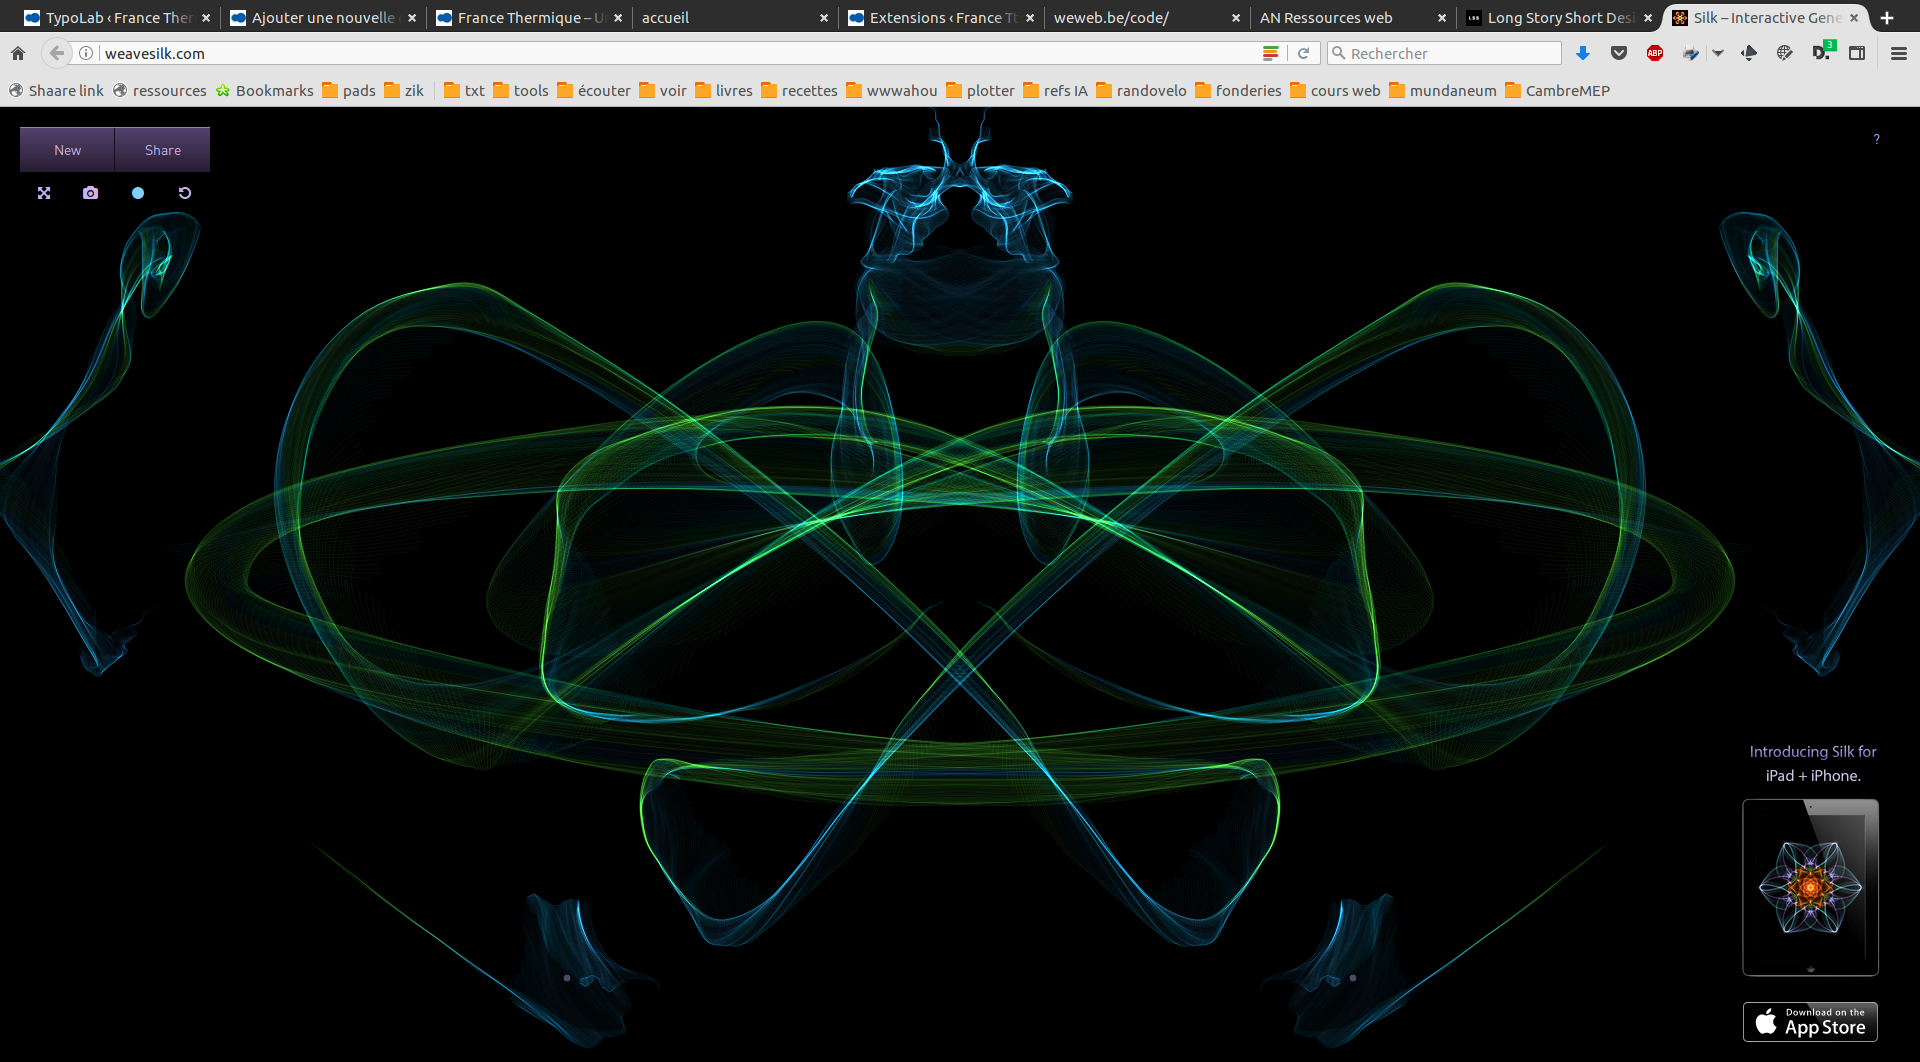 TypoLab ‹ France Ther
Ajouter une nouvelle
France Thermique – U
accueil
Extensions ‹ France T
weweb.be/code/
AN Ressources web
LSS
Long Story Short Des
Silk – Interactive Gene
weavesilk.com
Rechercher
ABP
3
Shaare link
ressources
Bookmarks
pads
zik
txt
tools
écouter
voir
livres
recettes
wwwahou
plotter
refs IA
randovelo
fonderies
cours web
mundaneum
CambreMEP
New
Share
?
Introducing Silk for
iPad + iPhone.
Download on the
App Store